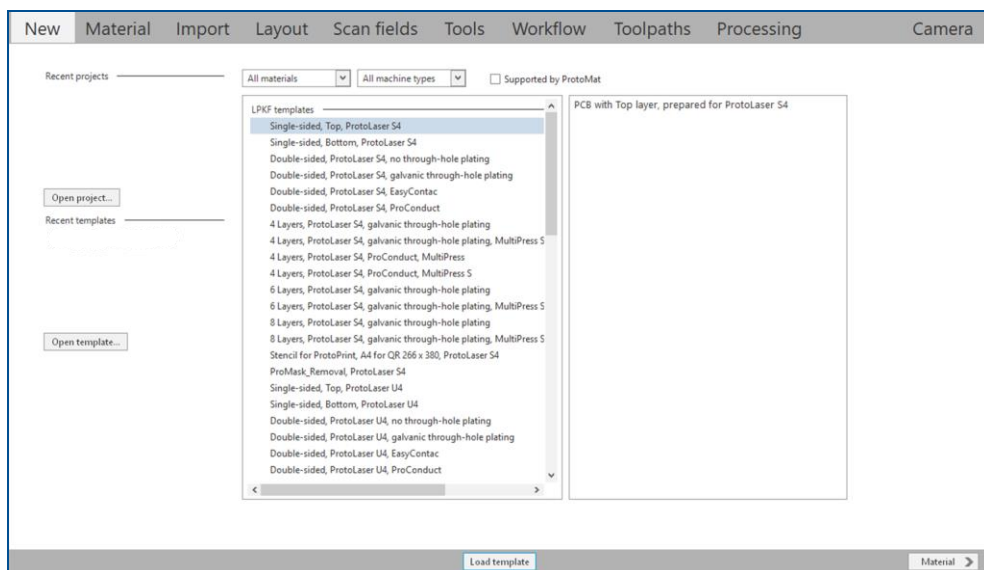 New Material Import Layout Scan fields Tools Workflow Toolpaths Processing Camera
Recent projects
All materials All machine types Supported by ProtoMat
LPKF templates
PCB with Top layer, prepared for ProtoLaser S4
Single-sided, Top, ProtoLaser S4
Single-sided, Bottom, ProtoLaser S4
Double-sided, ProtoLaser S4, no through-hole plating
Double-sided, ProtoLaser S4, galvanic through-hole plating
Double-sided, ProtoLaser S4, EasyContac
Double-sided, ProtoLaser S4, ProConduct
4 Layers, ProtoLaser S4, galvanic through-hole plating
4 Layers, ProtoLaser S4, galvanic through-hole plating, MultiPress S
4 Layers, ProtoLaser S4, ProConduct, MultiPress
4 Layers, ProtoLaser S4, ProConduct, MultiPress S
6 Layers, ProtoLaser S4, galvanic through-hole plating
6 Layers, ProtoLaser S4, galvanic through-hole plating, MultiPress S
8 Layers, ProtoLaser S4, galvanic through-hole plating
8 Layers, ProtoLaser S4, galvanic through-hole plating, MultiPress S
Stencil for ProtoPrint, A4 for QR 266 x 380, ProtoLaser S4
ProMask_Removal, ProtoLaser S4
Single-sided, Top, ProtoLaser U4
Single-sided, Bottom, ProtoLaser U4
Double-sided, ProtoLaser U4, no through-hole plating
Double-sided, ProtoLaser U4, galvanic through-hole plating
Double-sided, ProtoLaser U4, EasyContac
Double-sided, ProtoLaser U4, ProConduct
Open project...
Recent templates
Open template...
Load template
Material